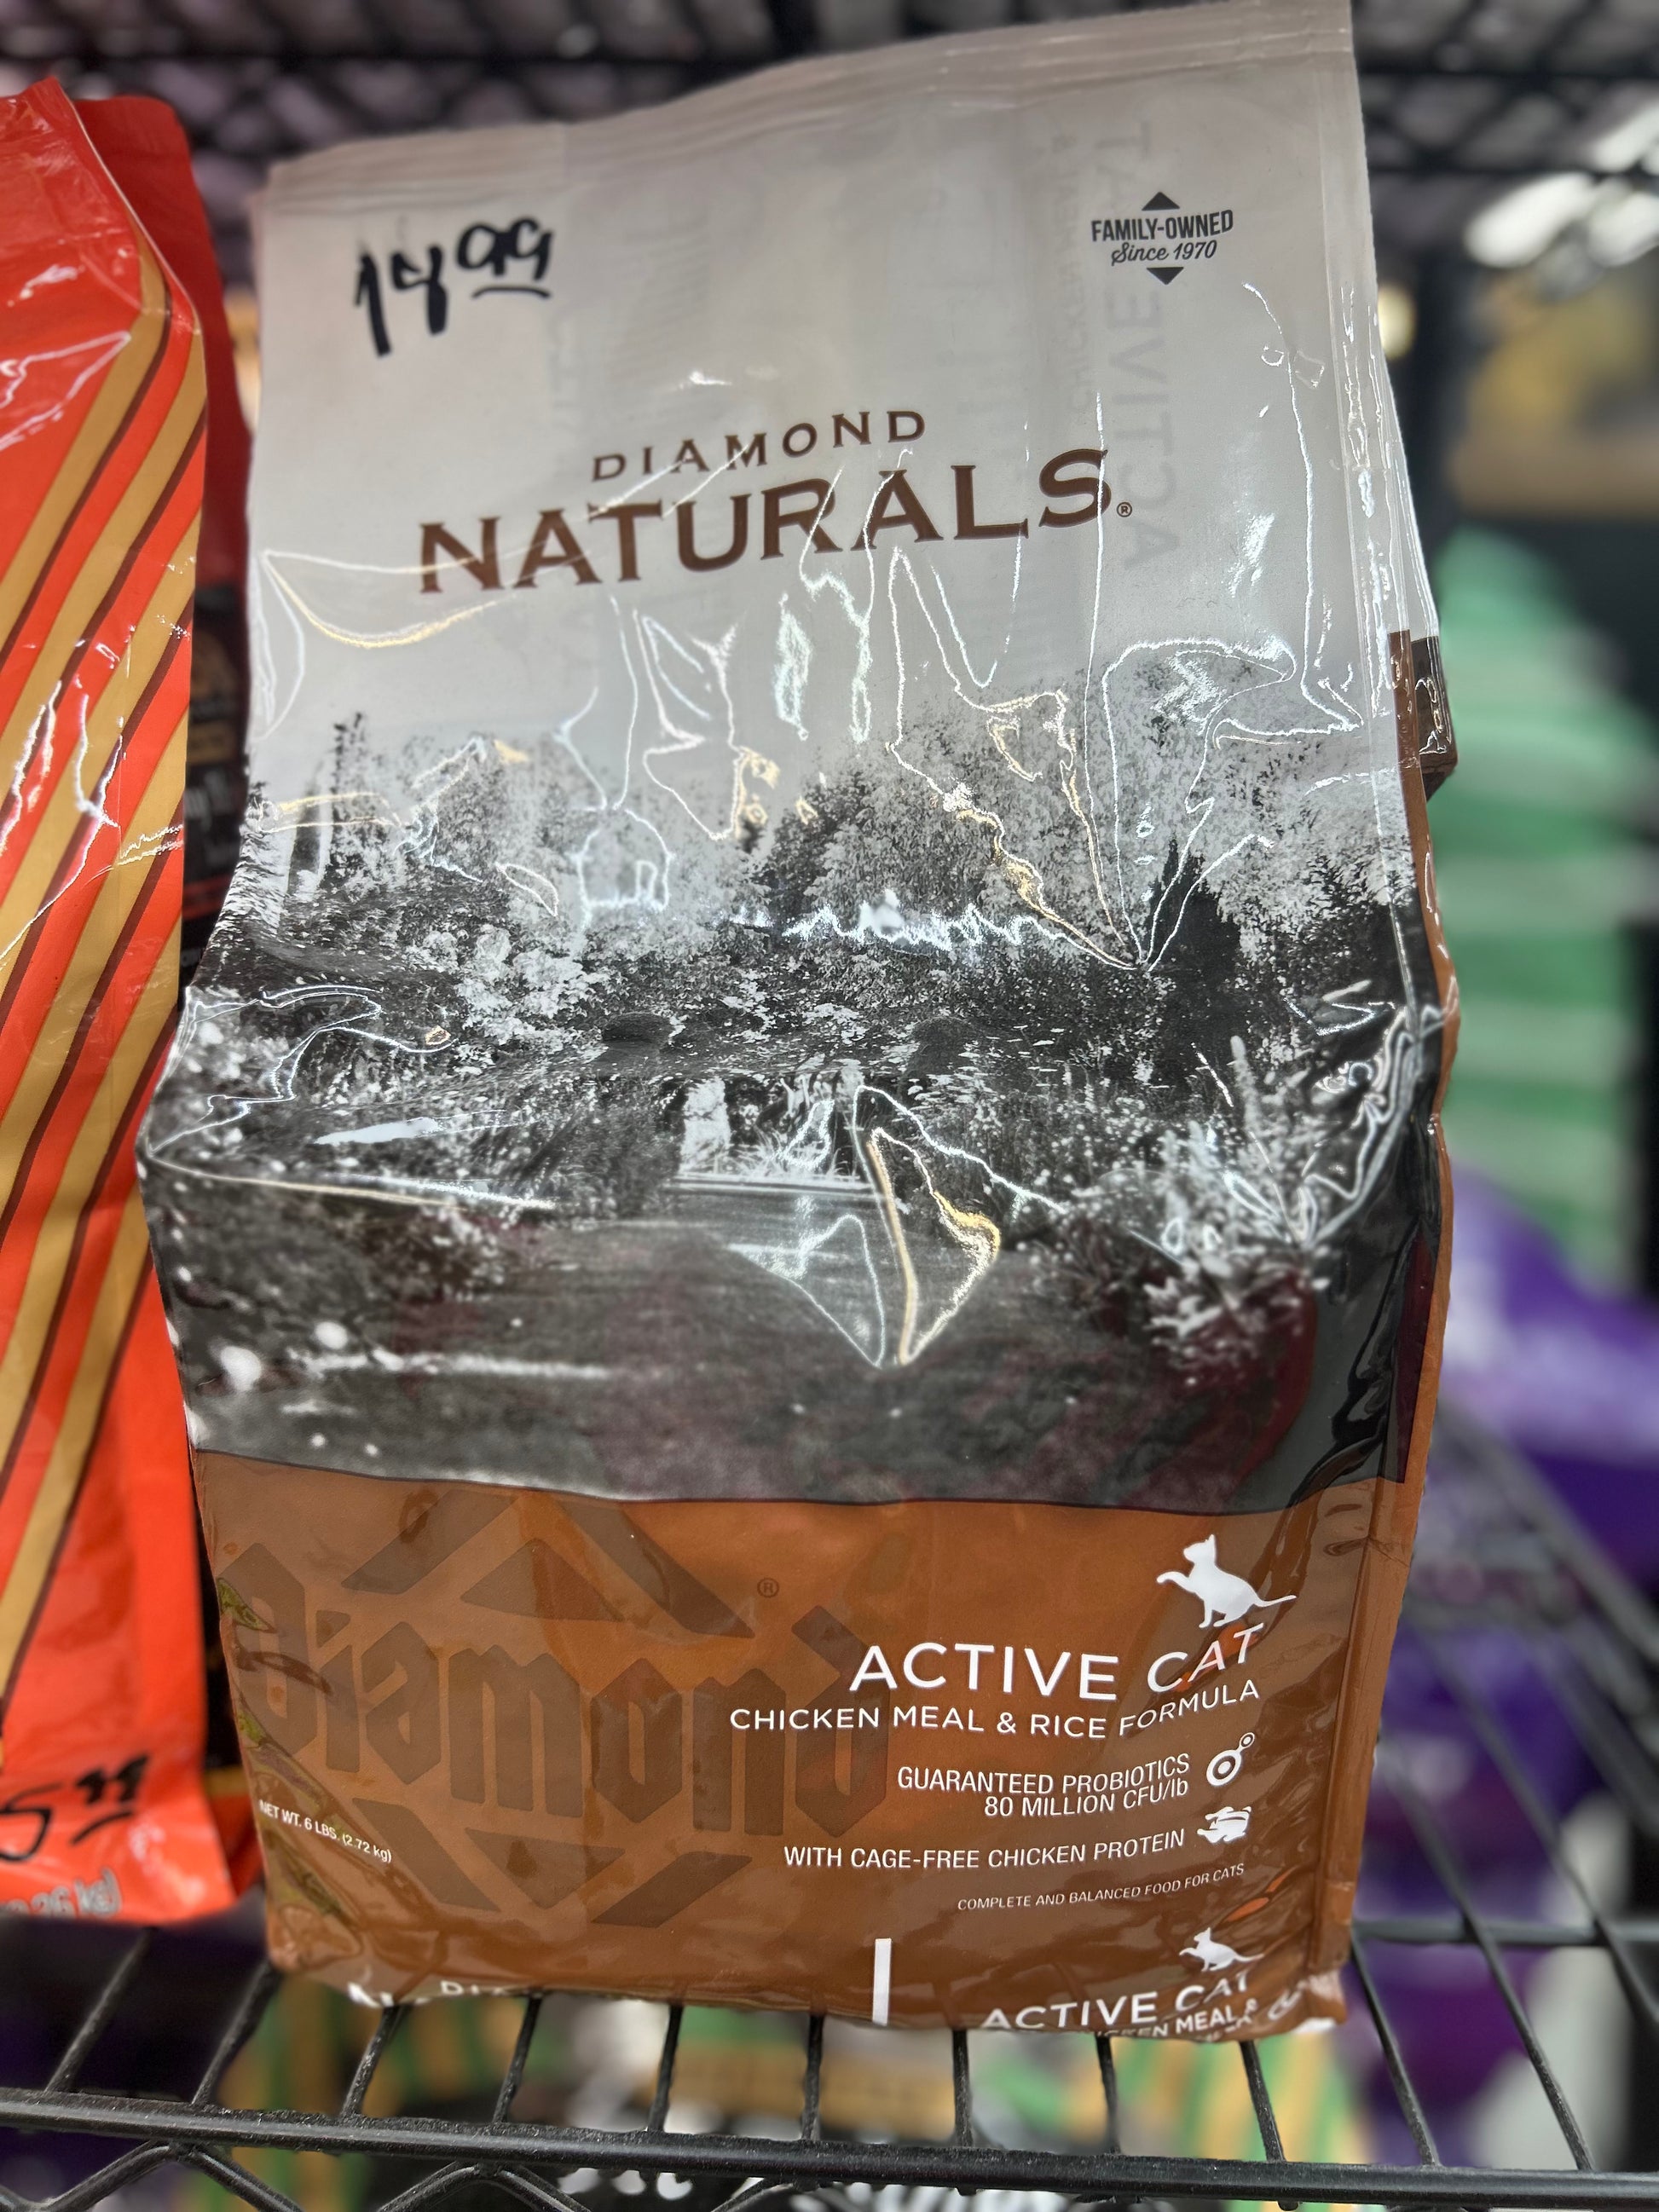 14 99
FAMILY-OWNED
Since 1970
DIAMOND
NATURALS®
ACTIVE CAT
Diamond®
ACTIVE CAT
CHICKEN MEAL & RICE FORMULA
GUARANTEED PROBIOTICS
80 MILLION CFU/lb
WITH CAGE-FREE CHICKEN PROTEIN
COMPLETE AND BALANCED FOOD FOR CATS
NET WT. 6 LBS. (2.72 kg)
ACTIVE CAT